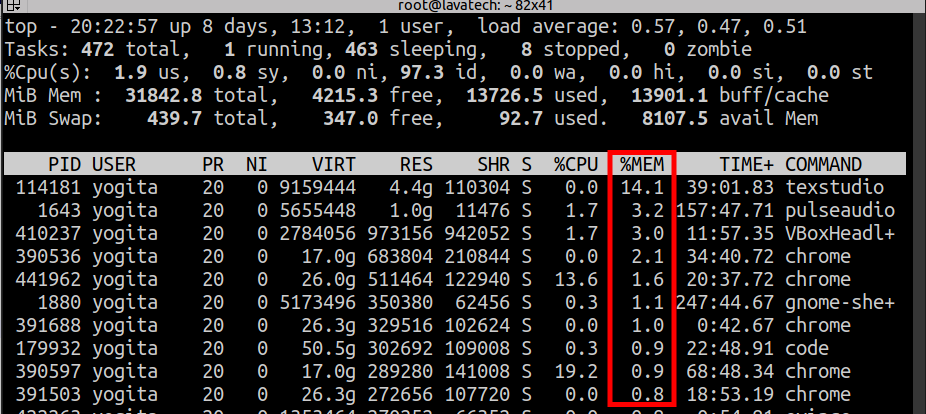 root@lavatech: ~ 82x41
top - 20:22:57 up 8 days, 13:12,  1 user,  load average: 0.57, 0.47, 0.51
Tasks: 472 total,   1 running, 463 sleeping,   8 stopped,   0 zombie
%Cpu(s):  1.9 us,  0.8 sy,  0.0 ni, 97.3 id,  0.0 wa,  0.0 hi,  0.0 si,  0.0 st
MiB Mem :  31842.8 total,   4215.3 free,  13726.5 used,  13901.1 buff/cache
MiB Swap:    439.7 total,    347.0 free,     92.7 used.   8107.5 avail Mem
PID USER      PR  NI    VIRT    RES    SHR S  %CPU  %MEM     TIME+ COMMAND
114181 yogita    20   0 9159444   4.4g 110304 S   0.0  14.1  39:01.83 texstudio
1643 yogita    20   0 5655448   1.0g  11476 S   1.7   3.2 157:47.71 pulseaudio
410237 yogita    20   0 2784056 973156 942052 S   1.7   3.0  11:57.35 VBoxHeadl+
390536 yogita    20   0   17.0g 683804 210844 S   0.0   2.1  34:40.72 chrome
441962 yogita    20   0   26.0g 511464 122940 S  13.6   1.6  20:37.72 chrome
1880 yogita    20   0 5173496 350380  62456 S   0.3   1.1 247:44.67 gnome-she+
391688 yogita    20   0   26.3g 329516 102624 S   0.0   1.0   0:42.67 chrome
179932 yogita    20   0   50.5g 302692 109008 S   0.3   0.9  22:48.91 code
390597 yogita    20   0   17.0g 289280 141008 S  19.2   0.9  68:48.34 chrome
391503 yogita    20   0   26.3g 272656 107720 S   0.0   0.8  18:53.19 chrome